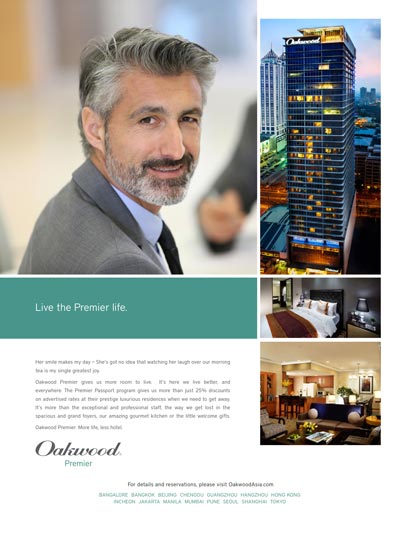 Oakwood
Live the Premier life.
Her smile makes my day – She's got no idea that watching her laugh over our morning
tea is my single greatest joy.
Oakwood Premier gives us more room to live. It's here we live better, and
everywhere. The Premier Passport program gives us more than just 25% discounts
on advertised rates at their prestige luxurious residences when we need to get away.
It's more than the exceptional and professional staff, the way we get lost in the
spacious and grand foyers, our amazing gourmet kitchen or the little welcome gifts.
Oakwood Premier: More life, less hotel.
Oakwood.
Premier
For details and reservations, please visit OakwoodAsia.com
BANGALORE BANGKOK BEIJING CHENGDU GUANGZHOU HANGZHOU HONG KONG
INCHEON JAKARTA MANILA MUMBAI PUNE SEOUL SHANGHAI TOKYO